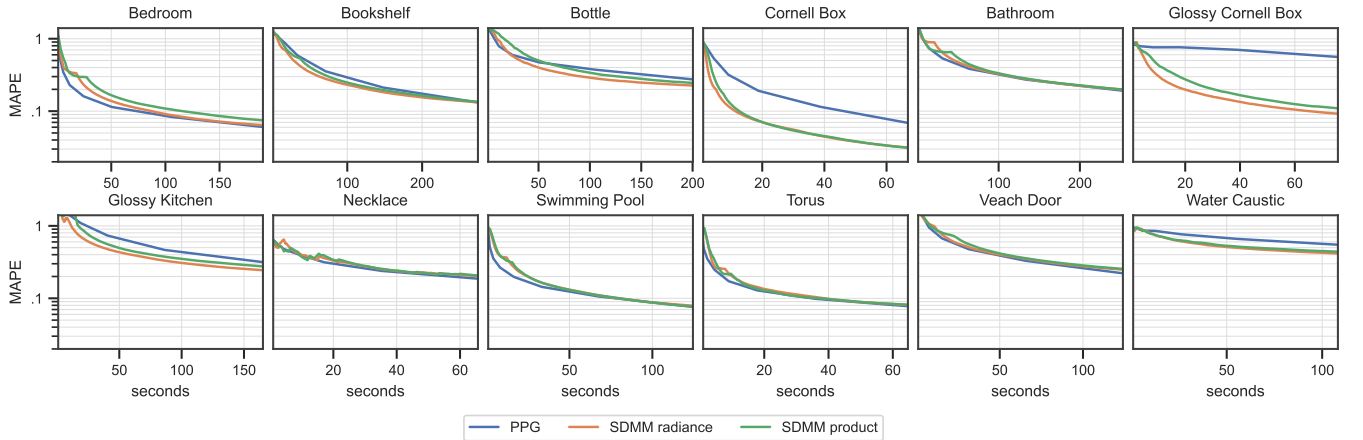 Bedroom Bookshelf Bottle Cornell Box Bathroom Glossy Cornell Box
MAPE
1
.1
50 100 150 100 200 50 100 150 200 20 40 60 100 200 20 40 60
Glossy Kitchen Necklace Swimming Pool Torus Veach Door Water Caustic
MAPE
1
.1
50 100 150 20 40 60 50 100 20 40 60 50 100 50 100
seconds seconds seconds seconds seconds seconds
PPG SDMM radiance SDMM product